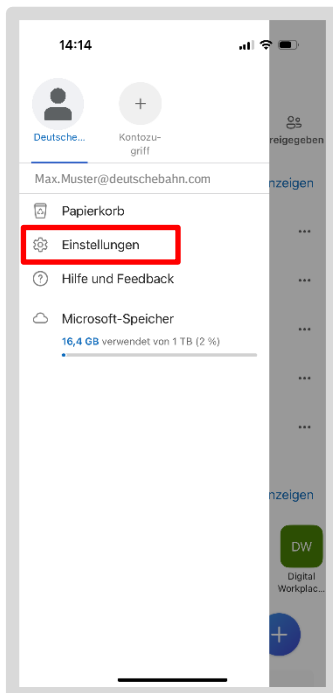 14:14
Deutsche...
+
Kontozu-
griff
Max.Muster@deutschebahn.com
Papierkorb
Einstellungen
Hilfe und Feedback
Microsoft-Speicher
16,4 GB verwendet von 1 TB (2 %)
reigegeben
nzeigen
...
...
...
...
...
nzeigen
DW
Digital
Workplac...
+